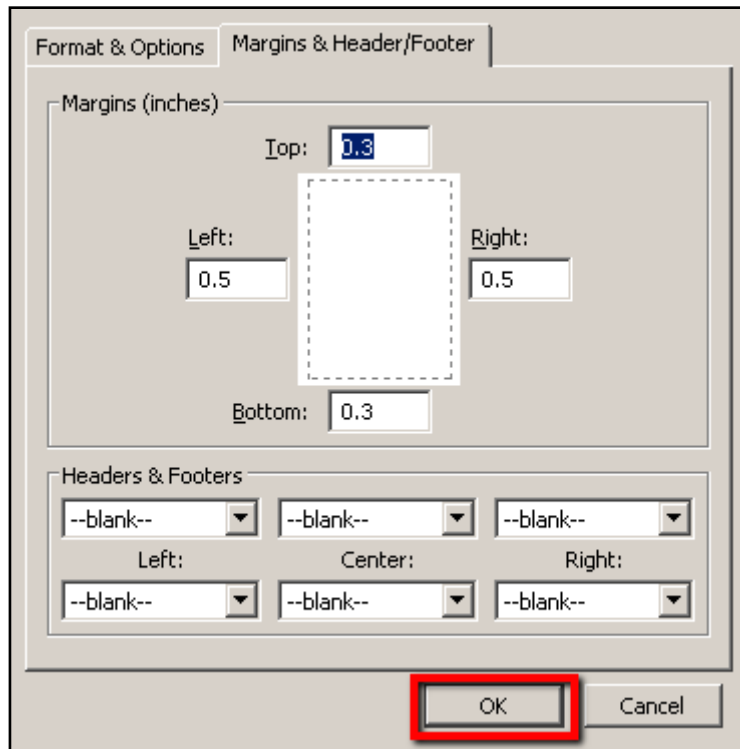 Format & Options Margins & Header/Footer
Margins (inches)
Top: 0.3
Left: Right:
0.5 0.5
Bottom: 0.3
Headers & Footers
--blank-- --blank-- --blank--
Left: Center: Right:
--blank-- --blank-- --blank--
OK Cancel